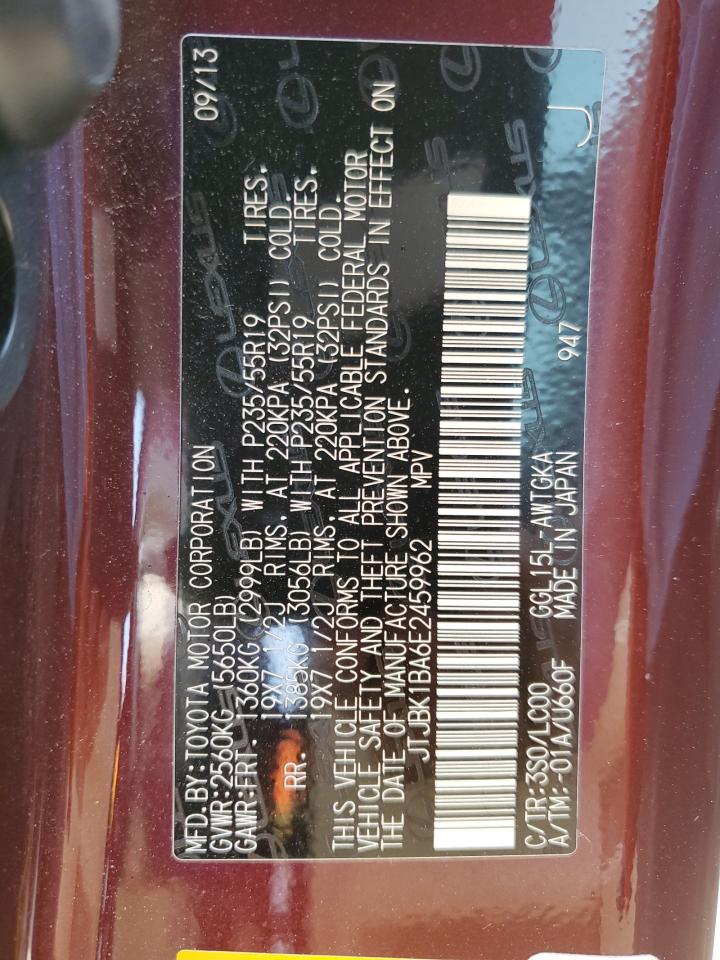 MFD.BY:TOYOTA MOTOR CORPORATION 09/13
GVWR:2560KG (5650LB)
GAWR:FRT. 1360KG (2999LB) WITH P235/55R19 TIRES.
19X7 1/2J RIMS. AT 220KPA (32PSI) COLD.
RR. 1385KG (3056LB) WITH P235/55R19 TIRES.
19X7 1/2J RIMS. AT 220KPA (32PSI) COLD.
THIS VEHICLE CONFORMS TO ALL APPLICABLE FEDERAL MOTOR
VEHICLE SAFETY AND THEFT PREVENTION STANDARDS IN EFFECT ON
THE DATE OF MANUFACTURE SHOWN ABOVE.
JTJBK1BA6E2459962 MPV
C/TR:3S0/LC00 GGL15L-AWTGKA
A/TM:-01A/U660F MADE IN JAPAN 947 J